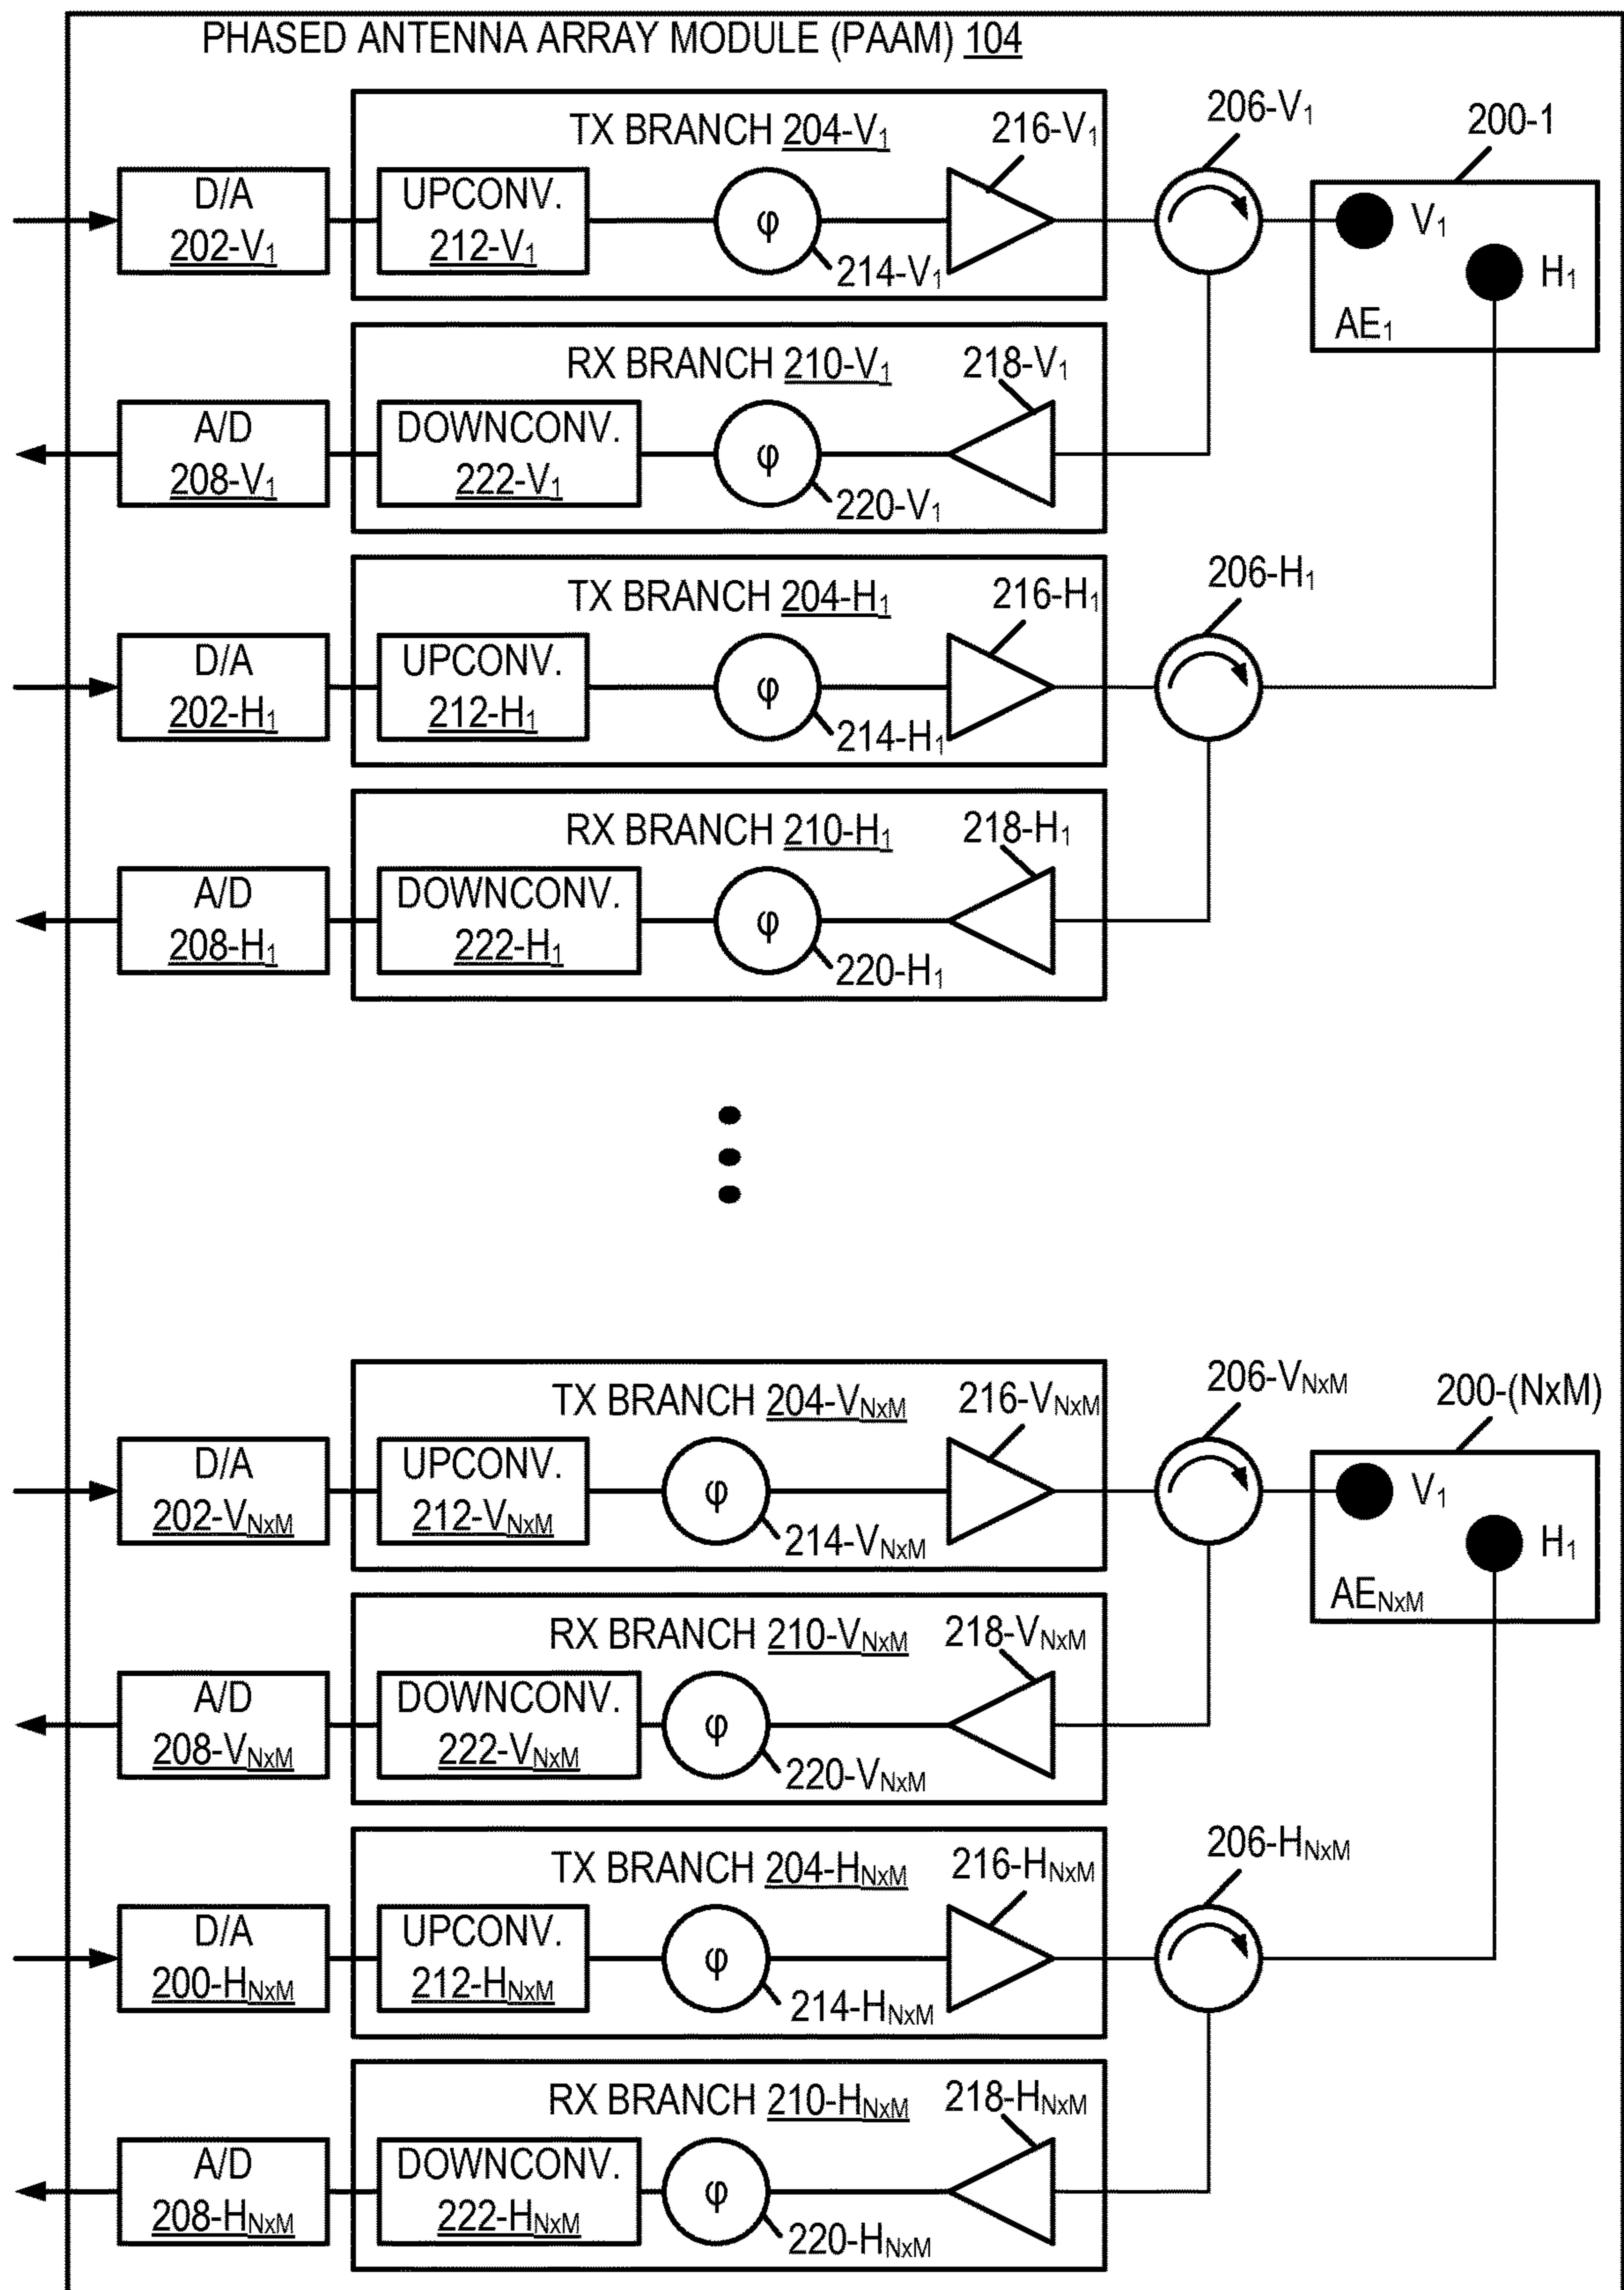 PHASED ANTENNA ARRAY MODULE (PAAM) 104
TX BRANCH 204-V1
216-V1
206-V1
200-1
D/A
202-V1
UPCONV.
212-V1
φ
214-V1
V1
H1
AE1
RX BRANCH 210-V1
218-V1
A/D
208-V1
DOWNCONV.
222-V1
φ
220-V1
TX BRANCH 204-H1
216-H1
206-H1
D/A
202-H1
UPCONV.
212-H1
φ
214-H1
RX BRANCH 210-H1
218-H1
A/D
208-H1
DOWNCONV.
222-H1
φ
220-H1
TX BRANCH 204-VNxM
216-VNxM
206-VNxM
200-(NxM)
D/A
202-VNxM
UPCONV.
212-VNxM
φ
214-VNxM
V1
H1
AENxM
RX BRANCH 210-VNxM
218-VNxM
A/D
208-VNxM
DOWNCONV.
222-VNxM
φ
220-VNxM
TX BRANCH 204-HNxM
216-HNxM
206-HNxM
D/A
200-HNxM
UPCONV.
212-HNxM
φ
214-HNxM
RX BRANCH 210-HNxM
218-HNxM
A/D
208-HNxM
DOWNCONV.
222-HNxM
φ
220-HNxM